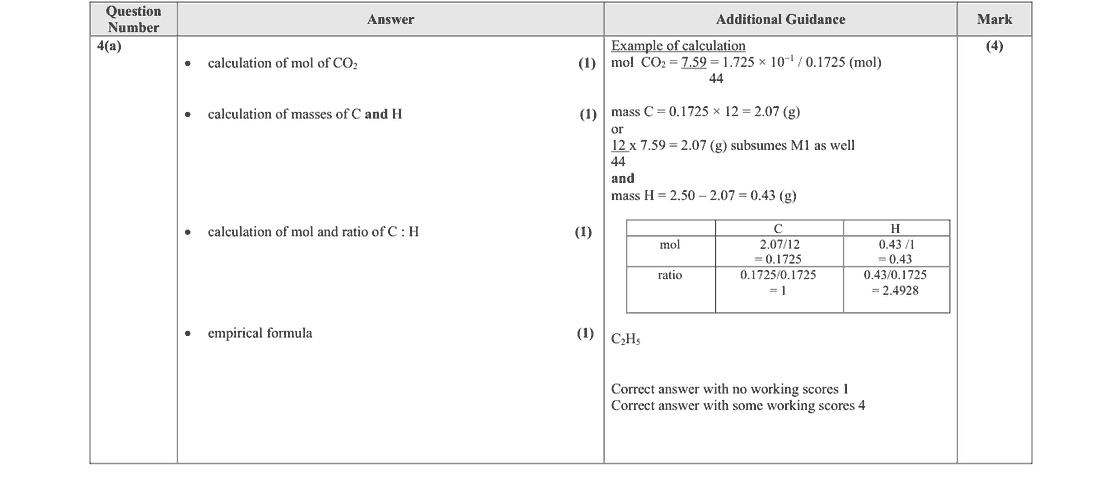 Question Number
Answer
Additional Guidance
Mark
4(a)
Example of calculation
(4)
• calculation of mol of CO₂ (1)
mol CO₂ = 7.59 = 1.725 × 10⁻¹ / 0.1725 (mol)
44
• calculation of masses of C and H (1)
mass C = 0.1725 × 12 = 2.07 (g)
or
12 x 7.59 = 2.07 (g) subsumes M1 as well
44
and
mass H = 2.50 – 2.07 = 0.43 (g)
• calculation of mol and ratio of C : H (1)
C H
mol 2.07/12 0.43 /1
= 0.1725 = 0.43
ratio 0.1725/0.1725 0.43/0.1725
= 1 = 2.4928
• empirical formula (1)
C₂H₅
Correct answer with no working scores 1
Correct answer with some working scores 4